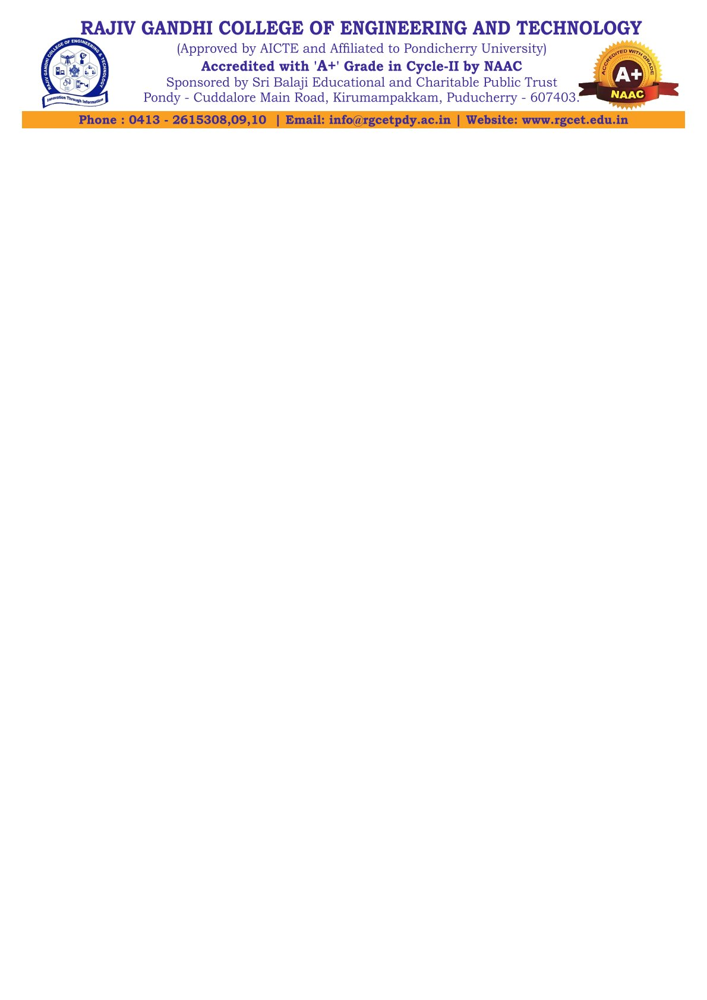 RAJIV GANDHI COLLEGE OF ENGINEERING AND TECHNOLOGY
(Approved by AICTE and Affiliated to Pondicherry University)
Accredited with 'A+' Grade in Cycle-II by NAAC
Sponsored by Sri Balaji Educational and Charitable Public Trust
Pondy - Cuddalore Main Road, Kirumampakkam, Puducherry - 607403.
RAJIV GANDHI COLLEGE OF ENGINEERING & TECHNOLOGY
Innovation Through Information
ACCREDITED WITH GRADE
A+
NAAC
Phone : 0413 - 2615308,09,10 | Email: info@rgcetpdy.ac.in | Website: www.rgcet.edu.in